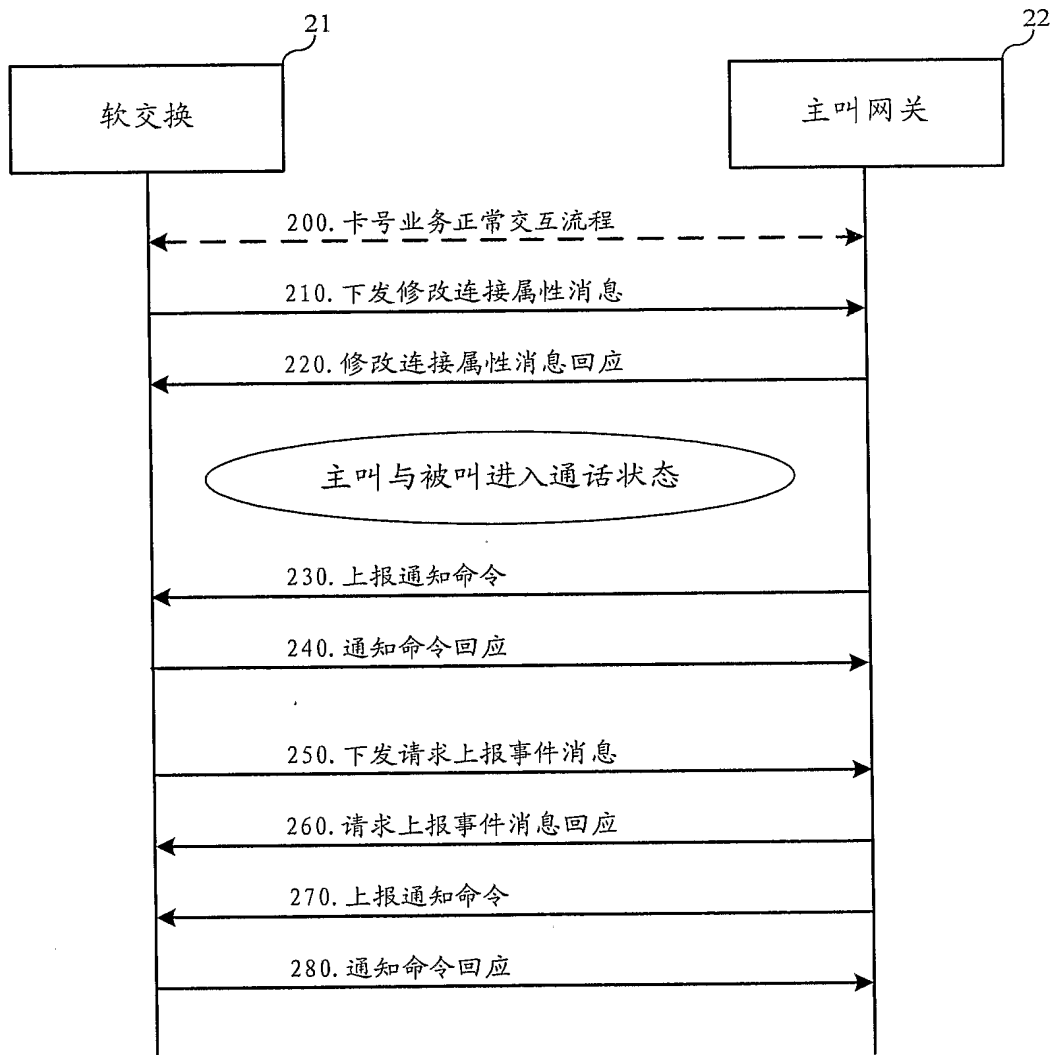 21
22
软交换
主叫网关
200.卡号业务正常交互流程
210.下发修改连接属性消息
220.修改连接属性消息回应
主叫与被叫进入通话状态
230.上报通知命令
240.通知命令回应
250.下发请求上报事件消息
260.请求上报事件消息回应
270.上报通知命令
280.通知命令回应